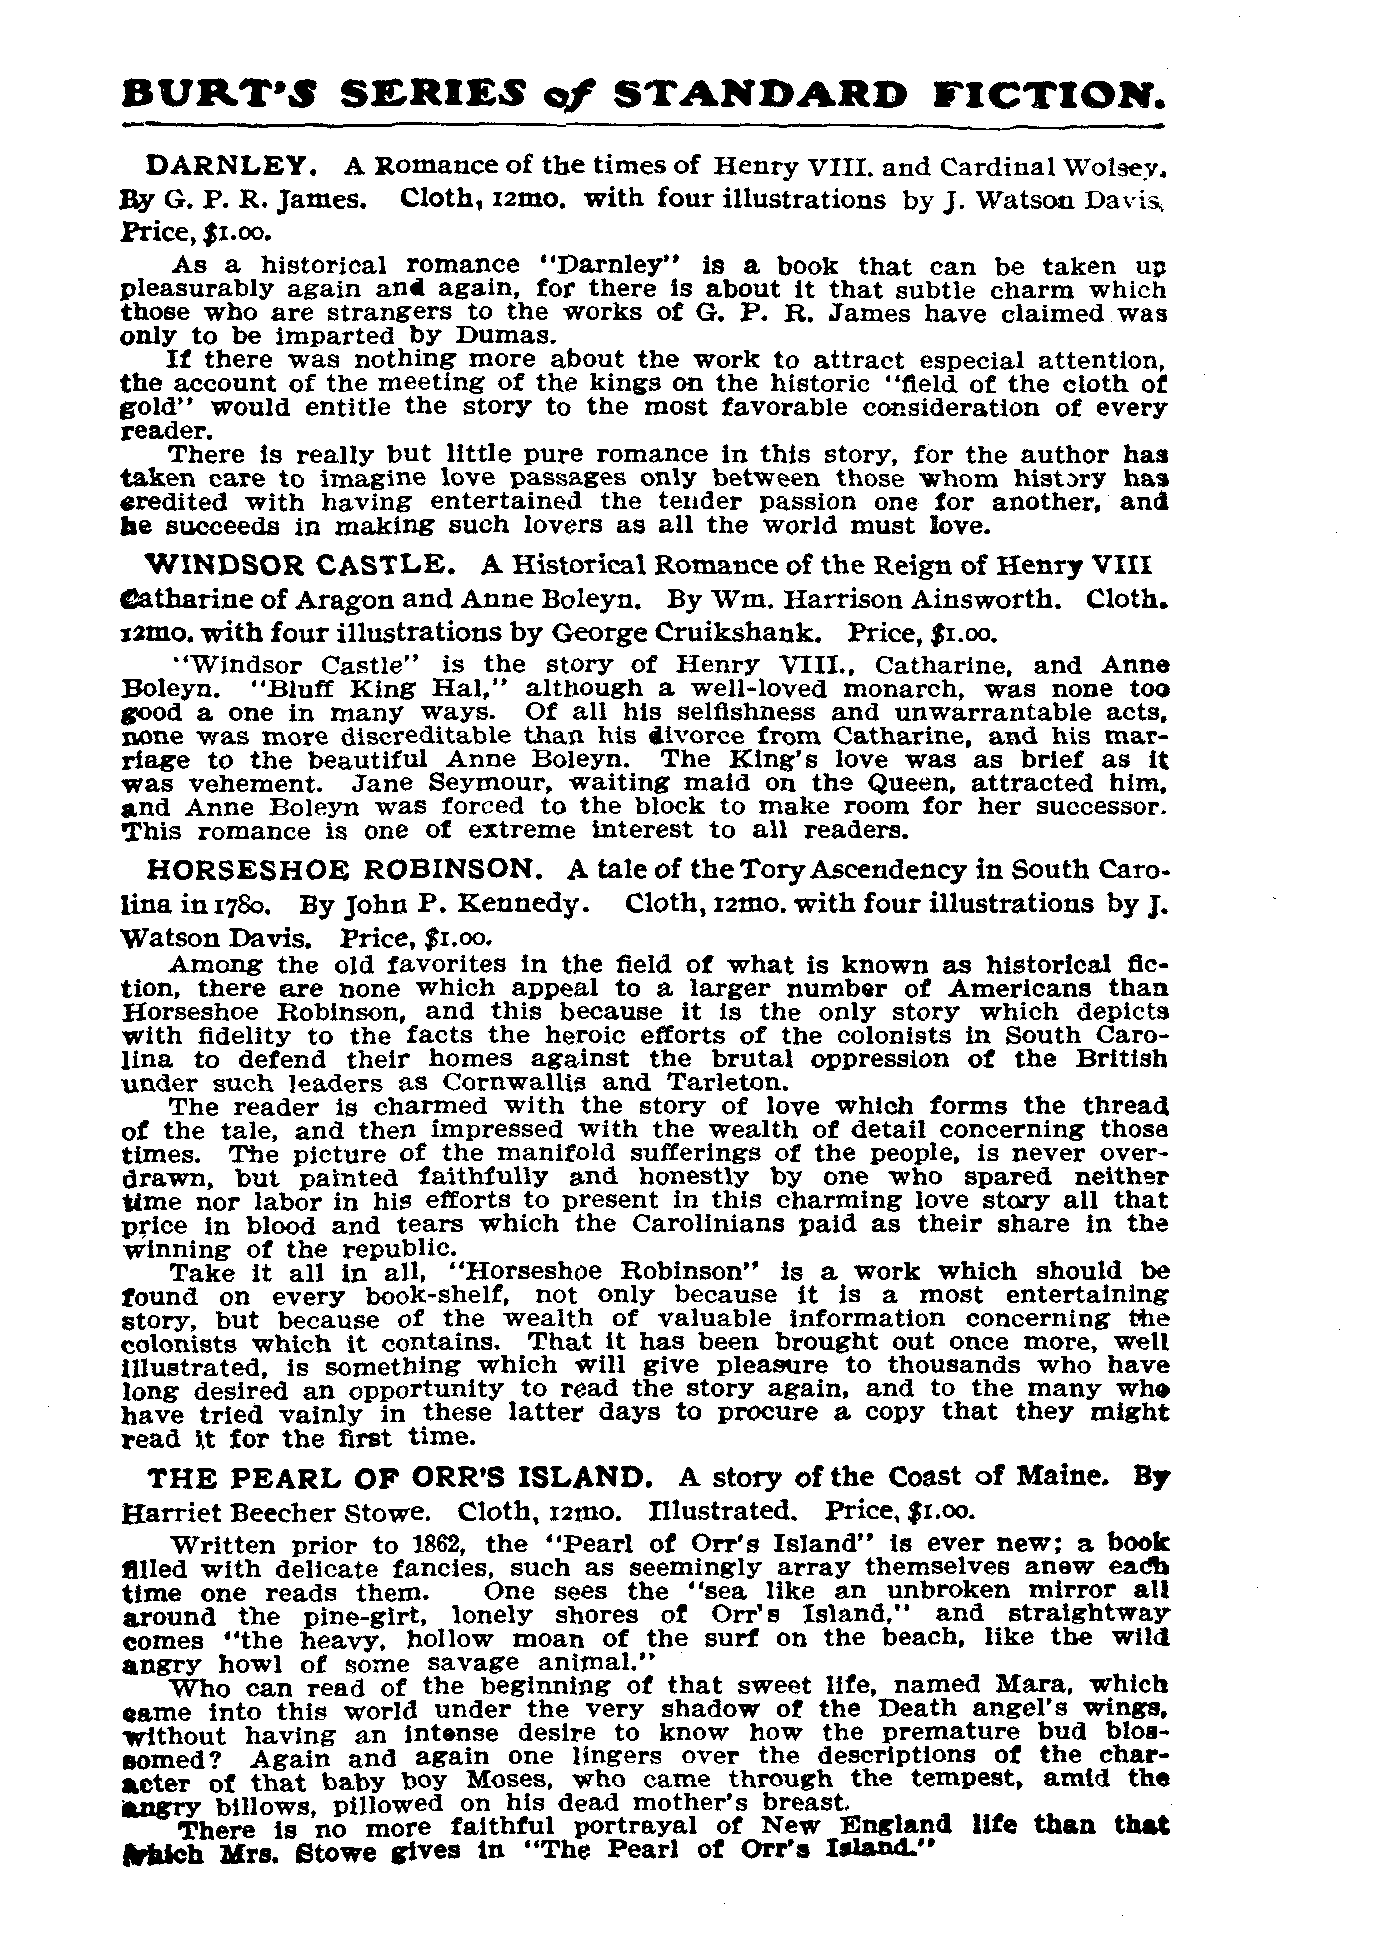 BURT'S SERIES of STANDARD FICTION.
DARNLEY. A Romance of the times of Henry VIII. and Cardinal Wolsey.
By G. P. R. James. Cloth, 12mo. with four illustrations by J. Watson Davis.
Price, $1.00.
As a historical romance "Darnley" is a book that can be taken up
pleasurably again and again, for there is about it that subtle charm which
those who are strangers to the works of G. P. R. James have claimed was
only to be imparted by Dumas.
If there was nothing more about the work to attract especial attention,
the account of the meeting of the kings on the historic "field of the cloth of
gold" would entitle the story to the most favorable consideration of every
reader.
There is really but little pure romance in this story, for the author has
taken care to imagine love passages only between those whom history has
credited with having entertained the tender passion one for another, and
he succeeds in making such lovers as all the world must love.
WINDSOR CASTLE. A Historical Romance of the Reign of Henry VIII
Catharine of Aragon and Anne Boleyn. By Wm. Harrison Ainsworth. Cloth.
12mo. with four illustrations by George Cruikshank. Price, $1.00.
"Windsor Castle" is the story of Henry VIII., Catharine, and Anne
Boleyn. "Bluff King Hal," although a well-loved monarch, was none too
good a one in many ways. Of all his selfishness and unwarrantable acts,
none was more discreditable than his divorce from Catharine, and his mar-
riage to the beautiful Anne Boleyn. The King's love was as brief as it
was vehement. Jane Seymour, waiting maid on the Queen, attracted him,
and Anne Boleyn was forced to the block to make room for her successor.
This romance is one of extreme interest to all readers.
HORSESHOE ROBINSON. A tale of the Tory Ascendency in South Caro-
lina in 1780. By John P. Kennedy. Cloth, 12mo. with four illustrations by J.
Watson Davis. Price, $1.00.
Among the old favorites in the field of what is known as historical fic-
tion, there are none which appeal to a larger number of Americans than
Horseshoe Robinson, and this because it is the only story which depicts
with fidelity to the facts the heroic efforts of the colonists in South Caro-
lina to defend their homes against the brutal oppression of the British
under such leaders as Cornwallis and Tarleton.
The reader is charmed with the story of love which forms the thread
of the tale, and then impressed with the wealth of detail concerning those
times. The picture of the manifold sufferings of the people, is never over-
drawn, but painted faithfully and honestly by one who spared neither
time nor labor in his efforts to present in this charming love story all that
price in blood and tears which the Carolinians paid as their share in the
winning of the republic.
Take it all in all, "Horseshoe Robinson" is a work which should be
found on every book-shelf, not only because it is a most entertaining
story, but because of the wealth of valuable information concerning the
colonists which it contains. That it has been brought out once more, well
illustrated, is something which will give pleasure to thousands who have
long desired an opportunity to read the story again, and to the many who
have tried vainly in these latter days to procure a copy that they might
read it for the first time.
THE PEARL OF ORR'S ISLAND. A story of the Coast of Maine. By
Harriet Beecher Stowe. Cloth, 12mo. Illustrated. Price, $1.00.
Written prior to 1862, the "Pearl of Orr's Island" is ever new; a book
filled with delicate fancies, such as seemingly array themselves anew each
time one reads them. One sees the "sea like an unbroken mirror all
around the pine-girt, lonely shores of Orr's Island," and straightway
comes "the heavy, hollow moan of the surf on the beach, like the wild
angry howl of some savage animal."
Who can read of the beginning of that sweet life, named Mara, which
came into this world under the very shadow of the Death angel's wings,
without having an intense desire to know how the premature bud blos-
somed? Again and again one lingers over the descriptions of the char-
acter of that baby boy Moses, who came through the tempest, amid the
angry billows, pillowed on his dead mother's breast.
There is no more faithful portrayal of New England life than that
which Mrs. Stowe gives in "The Pearl of Orr's Island."